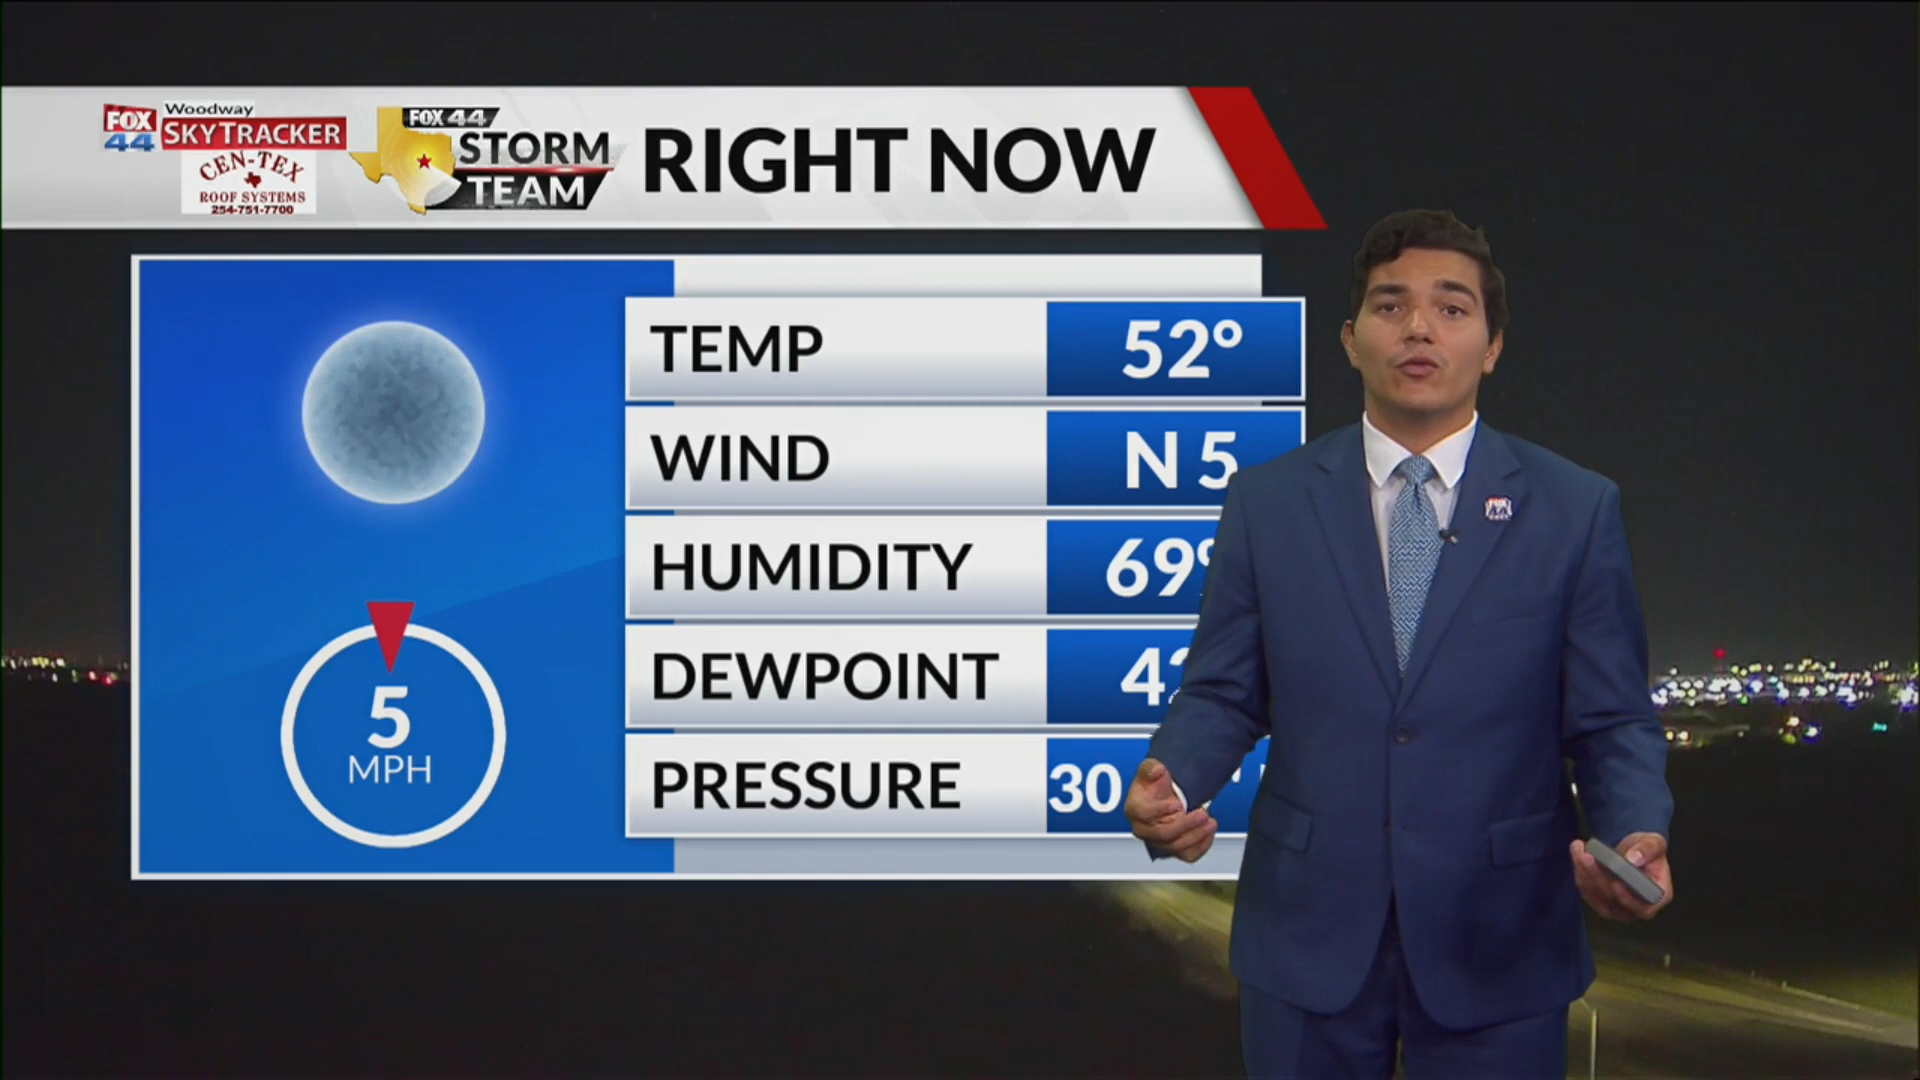 FOX 44
Woodway
SKYTRACKER
CEN-TEX
ROOF SYSTEMS
254-751-7700
FOX 44
STORM
TEAM
RIGHT NOW
TEMP 52°
WIND N 5
HUMIDITY 69
DEWPOINT
PRESSURE 30
5
MPH
FOX